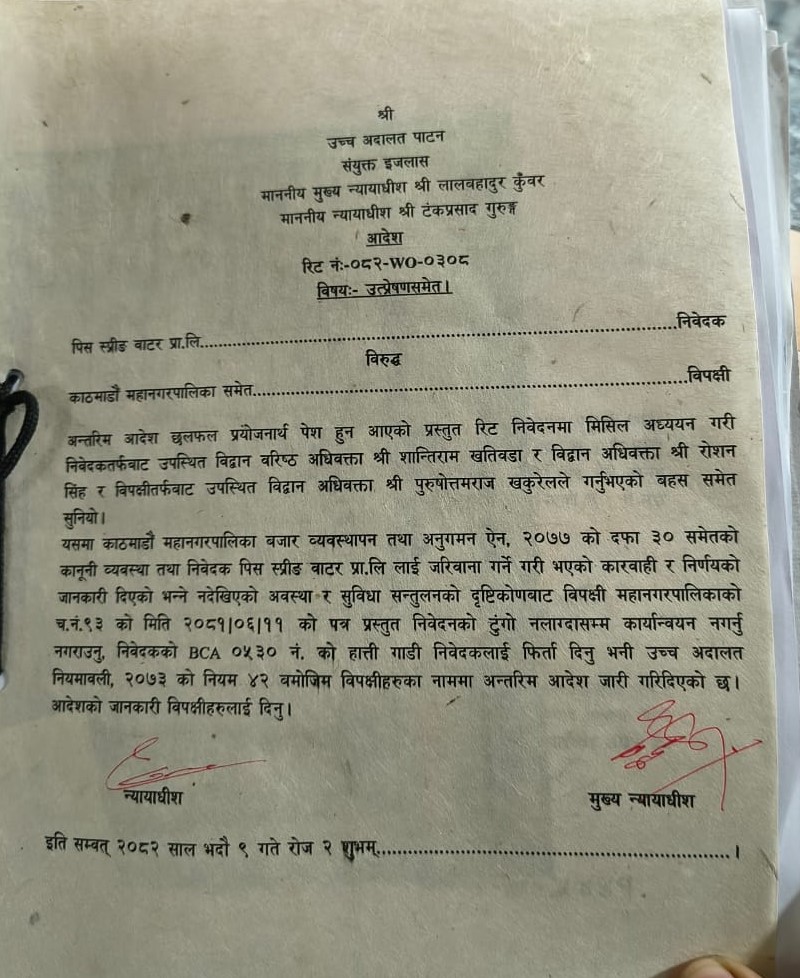 श्री
उच्च अदालत पाटन
संयुक्त इजलास
माननीय मुख्य न्यायाधीश श्री लालबहादुर कुँवर
माननीय न्यायाधीश श्री टंकप्रसाद गुरुङ्ग
आदेश
रिट नंः-०८२-WO-०३०८
विषयः- उत्प्रेषणसमेत।
पिस स्प्रीङ वाटर प्रा.लि.....................................................................निवेदक
विरुद्ध
काठमाडौं महानगरपालिका समेत...............................................................विपक्षी
अन्तरिम आदेश छलफल प्रयोजनार्थ पेश हुन आएको प्रस्तुत रिट निवेदनमा मिसिल अध्ययन गरी
निवेदकतर्फबाट उपस्थित विद्वान वरिष्ठ अधिवक्ता श्री शान्तिराम खतिवडा र विद्वान अधिवक्ता श्री रोशन
सिंह र विपक्षीतर्फबाट उपस्थित विद्वान अधिवक्ता श्री पुरुषोत्तमराज खकुरेलले गर्नुभएको बहस समेत
सुनियो।
यसमा काठमाडौं महानगरपालिका बजार व्यवस्थापन तथा अनुगमन ऐन, २०७७ को दफा ३० समेतको
कानूनी व्यवस्था तथा निवेदक पिस स्प्रीङ वाटर प्रा.लि लाई जरिवाना गर्ने गरी भएको कारवाही र निर्णयको
जानकारी दिएको भन्ने नदेखिएको अवस्था र सुविधा सन्तुलनको दृष्टिकोणबाट विपक्षी महानगरपालिकाको
च.नं.९३ को मिति २०८१|०६|११ को पत्र प्रस्तुत निवेदनको टुंगो नलाग्दासम्म कार्यान्वयन नगर्नु
नगराउनु, निवेदकको BCA ०५३० नं. को हात्ती गाडी निवेदकलाई फिर्ता दिनु भनी उच्च अदालत
नियमावली, २०७३ को नियम ४२ बमोजिम विपक्षीहरुका नाममा अन्तरिम आदेश जारी गरिदिएको छ।
आदेशको जानकारी विपक्षीहरुलाई दिनु।
न्यायाधीश
मुख्य न्यायाधीश
इति सम्वत् २०८२ साल भदौ ९ गते रोज २ शुभम्..........................................................।